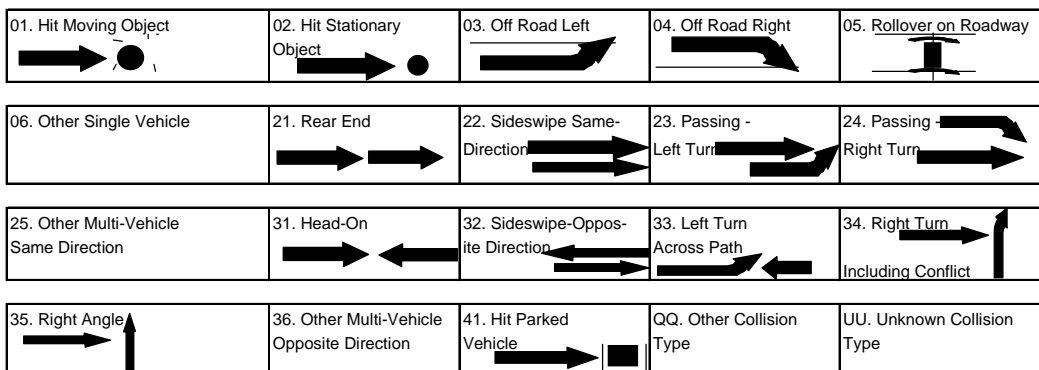 01. Hit Moving Object
02. Hit Stationary
Object
03. Off Road Left
04. Off Road Right
05. Rollover on Roadway
06. Other Single Vehicle
21. Rear End
22. Sideswipe Same-
Direction
23. Passing -
Left Turn
24. Passing -
Right Turn
25. Other Multi-Vehicle
Same Direction
31. Head-On
32. Sideswipe-Oppos-
ite Direction
33. Left Turn
Across Path
34. Right Turn
Including Conflict
35. Right Angle
36. Other Multi-Vehicle
Opposite Direction
41. Hit Parked
Vehicle
QQ. Other Collision
Type
UU. Unknown Collision
Type